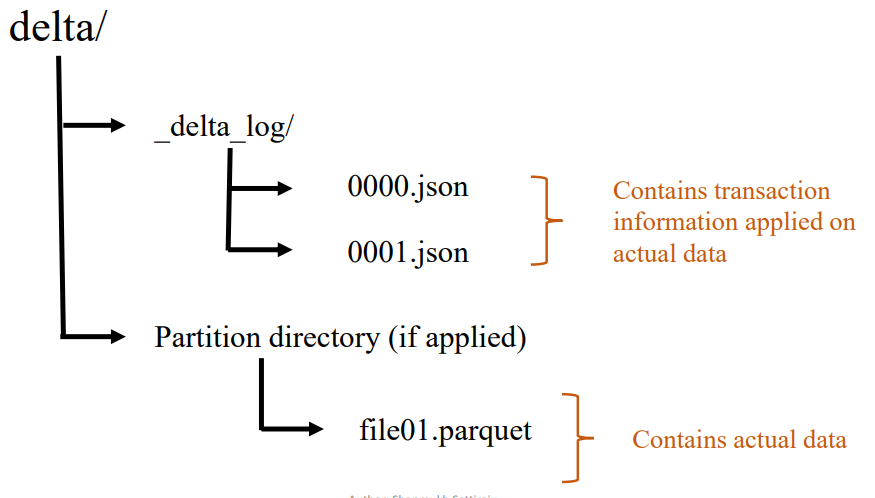 delta/
_delta_log/
0000.json
0001.json
Contains transaction
information applied on
actual data
Partition directory (if applied)
file01.parquet
Contains actual data